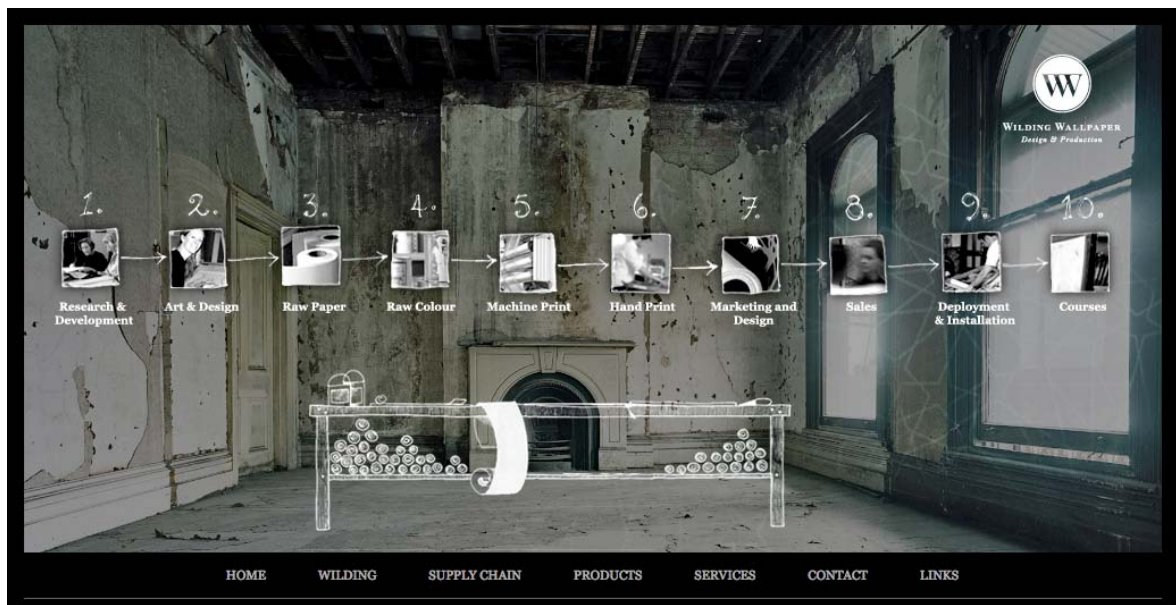 W
WILDING WALLPAPER
Design & Production
1. 2. 3. 4. 5. 6. 7. 8. 9. 10.
Research &
Development
Art & Design
Raw Paper
Raw Colour
Machine Print
Hand Print
Marketing and
Design
Sales
Deployment
& Installation
Courses
HOME WILDING SUPPLY CHAIN PRODUCTS SERVICES CONTACT LINKS